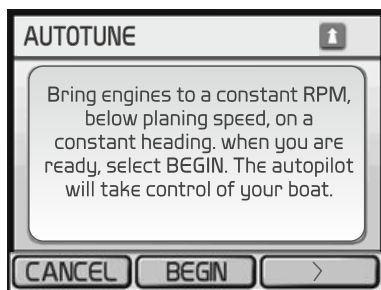 AUTOTUNE
Bring engines to a constant RPM,
below planing speed, on a
constant heading. when you are
ready, select BEGIN. The autopilot
will take control of your boat.
CANCEL BEGIN >